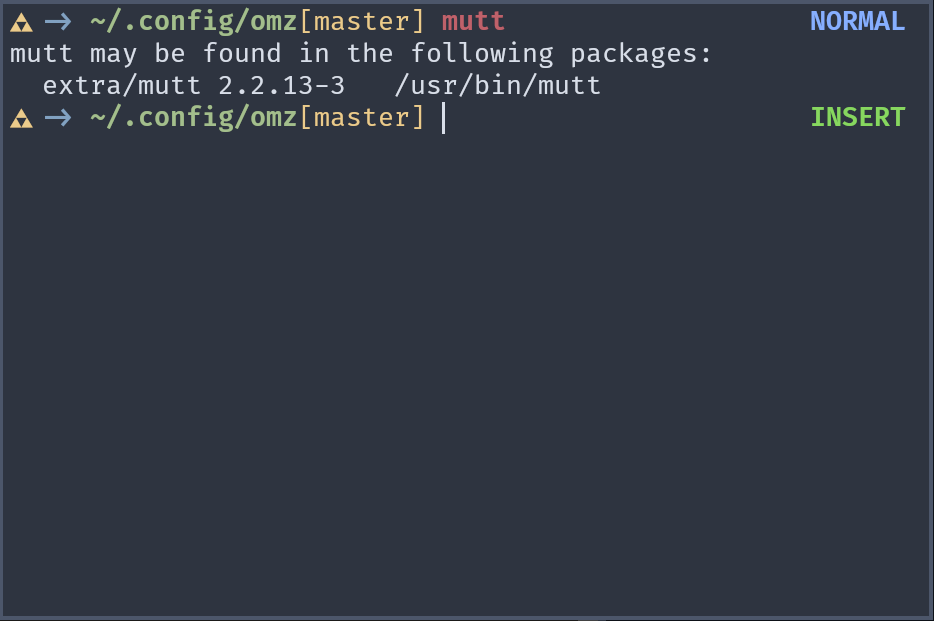 → ~/.config/omz[master] mutt NORMAL
mutt may be found in the following packages:
  extra/mutt 2.2.13-3   /usr/bin/mutt
→ ~/.config/omz[master] INSERT